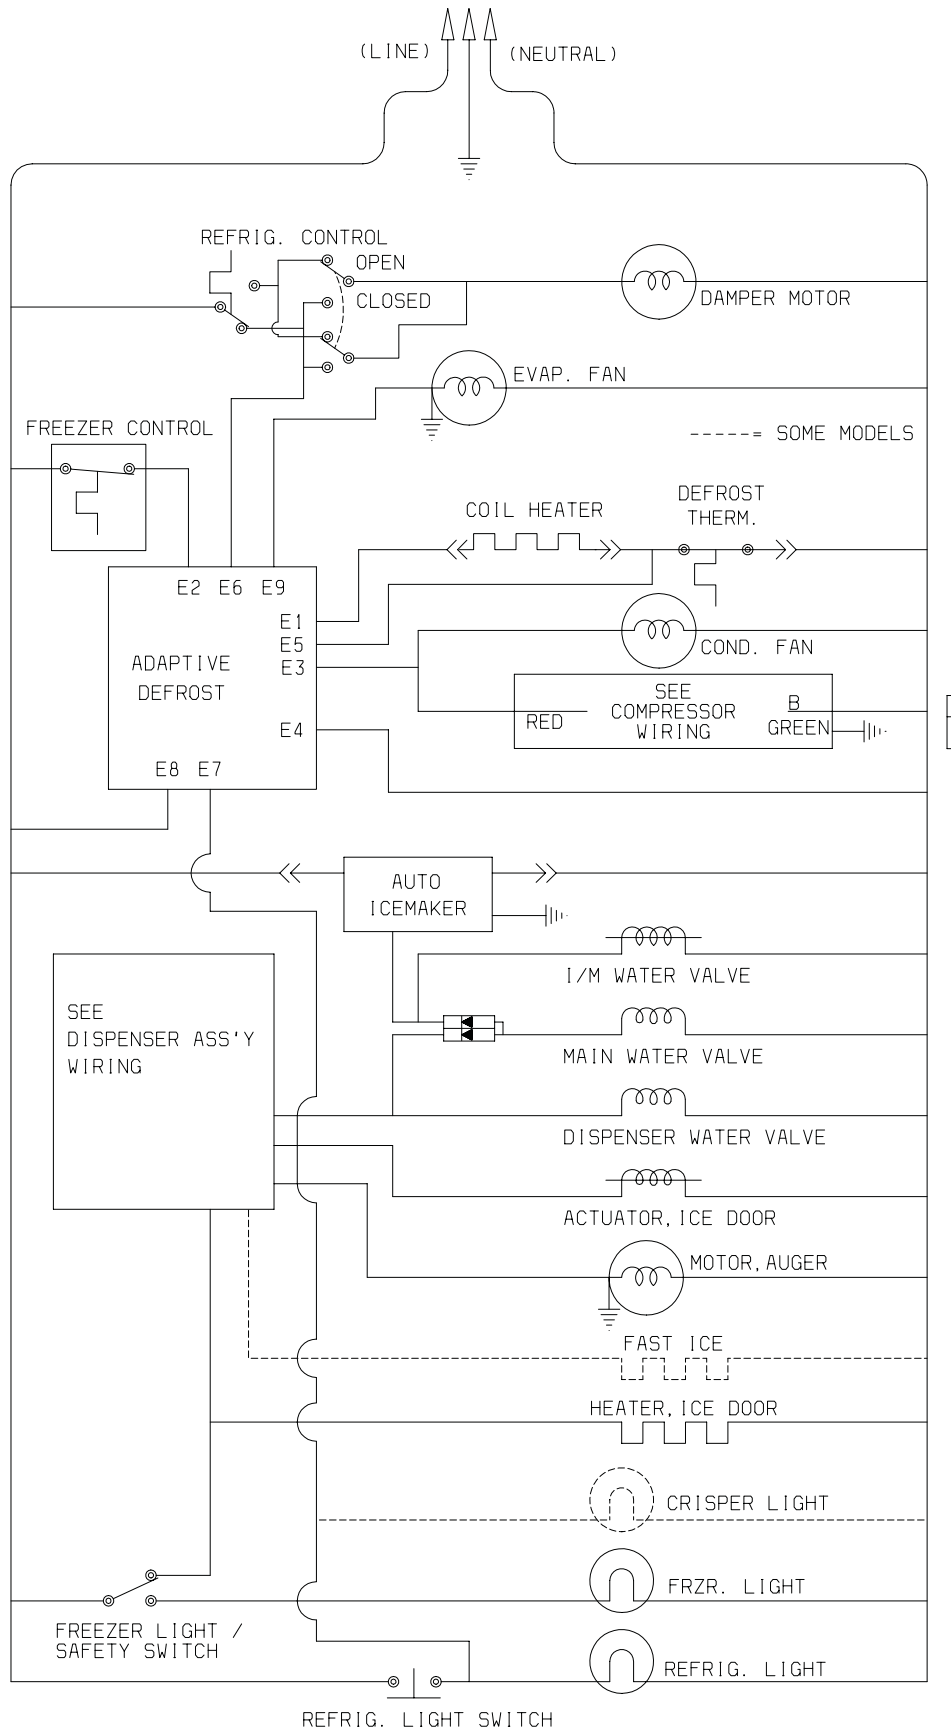 (LINE)
(NEUTRAL)
REFRIG. CONTROL
OPEN
CLOSED
DAMPER MOTOR
EVAP. FAN
FREEZER CONTROL
-----= SOME MODELS
COIL HEATER
DEFROST
THERM.
E2 E6 E9
E1
E5
E3
ADAPTIVE
DEFROST
E4
E8 E7
COND. FAN
SEE
COMPRESSOR
WIRING
RED
B
GREEN
AUTO
ICEMAKER
I/M WATER VALVE
SEE
DISPENSER ASS'Y
WIRING
MAIN WATER VALVE
DISPENSER WATER VALVE
ACTUATOR, ICE DOOR
MOTOR, AUGER
FAST ICE
HEATER, ICE DOOR
CRISPER LIGHT
FRZR. LIGHT
FREEZER LIGHT /
SAFETY SWITCH
REFRIG. LIGHT
REFRIG. LIGHT SWITCH